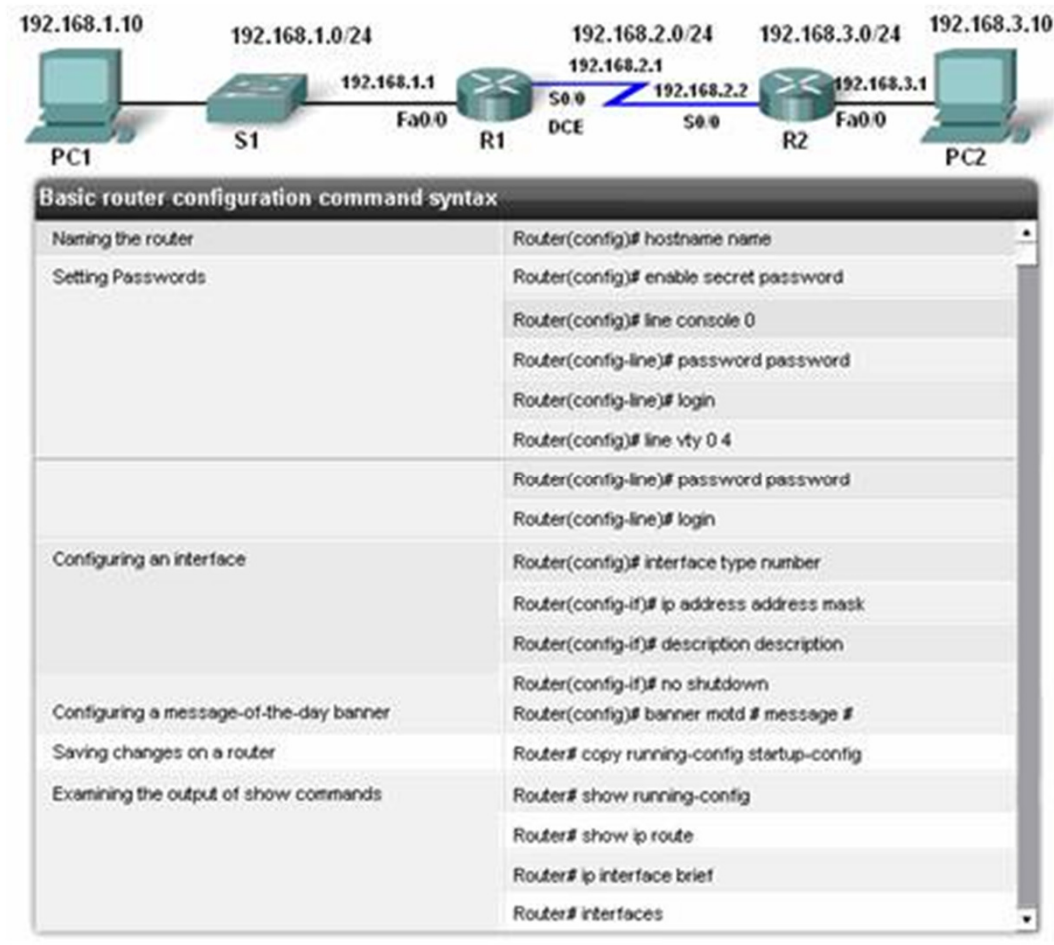 192.168.1.10
192.168.1.0/24
192.168.2.0/24
192.168.3.0/24
192.168.3.10
192.168.1.1
192.168.2.1
192.168.2.2
192.168.3.1
Fa0/0
S0/0
DCE
S0/0
Fa0/0
PC1
S1
R1
R2
PC2
Basic router configuration command syntax
Naming the router Router(config)# hostname name
Setting Passwords Router(config)# enable secret password
Router(config)# line console 0
Router(config-line)# password password
Router(config-line)# login
Router(config)# line vty 0 4
Router(config-line)# password password
Router(config-line)# login
Configuring an interface Router(config)# interface type number
Router(config-if)# ip address address mask
Router(config-if)# description description
Router(config-if)# no shutdown
Configuring a message-of-the-day banner Router(config)# banner motd # message #
Saving changes on a router Router# copy running-config startup-config
Examining the output of show commands Router# show running-config
Router# show ip route
Router# ip interface brief
Router# interfaces